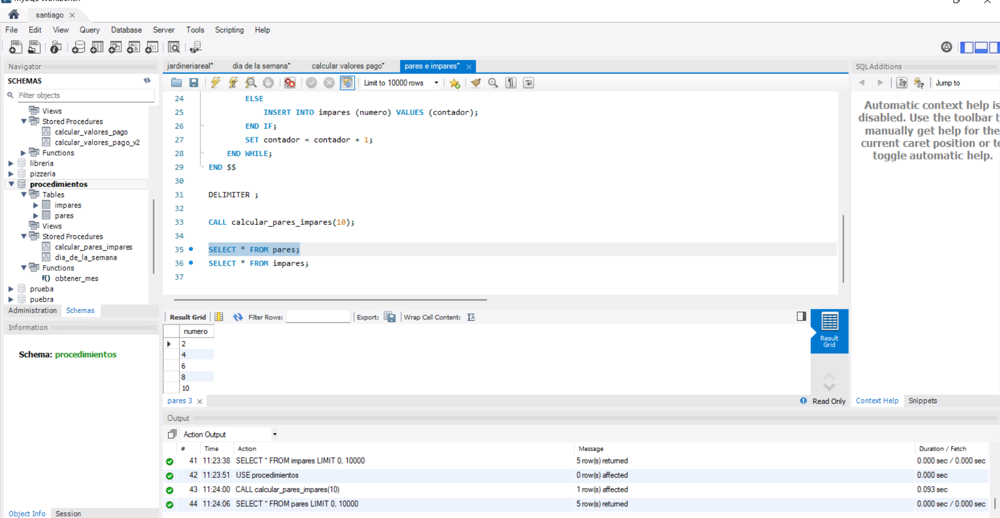 MySQL Workbench
santiago
File Edit View Query Database Server Tools Scripting Help
Navigator
SCHEMAS
Filter objects
Views
Stored Procedures
calcular_valores_pago
calcular_valores_pago_v2
Functions
libreria
pizzeria
procedimientos
Tables
impares
pares
Views
Stored Procedures
calcular_pares_impares
dia_de_la_semana
Functions
f() obtener_mes
prueba
puebra
Administration Schemas
Information
Schema: procedimientos
Object Info Session
jardineriareal* dia de la semana* calcular valores pago* pares e impares*
Limit to 10000 rows
24 ELSE
25 INSERT INTO impares (numero) VALUES (contador);
26 END IF;
27 SET contador = contador + 1;
28 END WHILE;
29 END $$
30
31 DELIMITER ;
32
33 CALL calcular_pares_impares(10);
34
35 SELECT * FROM pares;
36 SELECT * FROM impares;
37
Result Grid Filter Rows: Export: Wrap Cell Content:
numero
2
4
6
8
10
Result
Grid
pares 3
Read Only
Output
Action Output
# Time Action Message Duration / Fetch
41 11:23:38 SELECT * FROM impares LIMIT 0, 10000 5 row(s) returned 0.000 sec / 0.000 sec
42 11:23:51 USE procedimientos 0 row(s) affected 0.000 sec
43 11:24:00 CALL calcular_pares_impares(10) 1 row(s) affected 0.093 sec
44 11:24:06 SELECT * FROM pares LIMIT 0, 10000 5 row(s) returned 0.000 sec / 0.000 sec
SQLAdditions
Jump to
Automatic context help is
disabled. Use the toolbar t
manually get help for the
current caret position or to
toggle automatic help.
Context Help Snippets